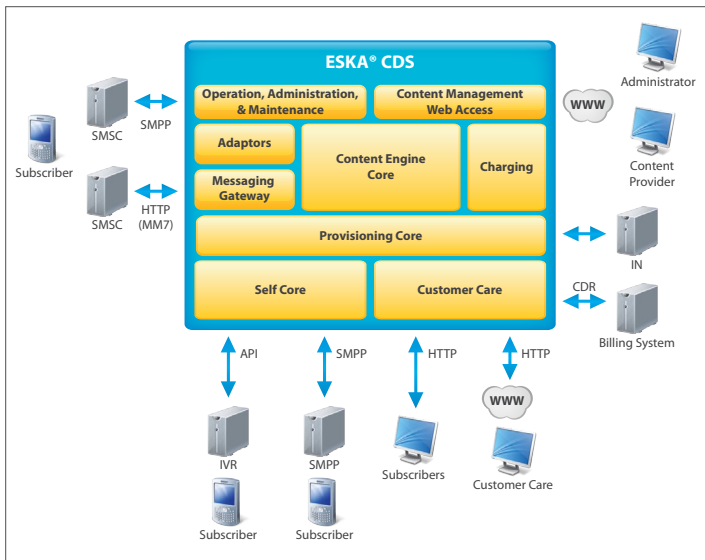 ESKA® CDS
Operation, Administration,
& Maintenance
Content Management
Web Access
Adaptors
Messaging
Gateway
Content Engine
Core
Charging
Provisioning Core
Self Core
Customer Care
SMSC
SMPP
Subscriber
SMSC
HTTP
(MM7)
WWW
Administrator
Content
Provider
IN
CDR
Billing System
API
SMPP
HTTP
HTTP
WWW
IVR
SMPP
Subscribers
Customer Care
Subscriber
Subscriber